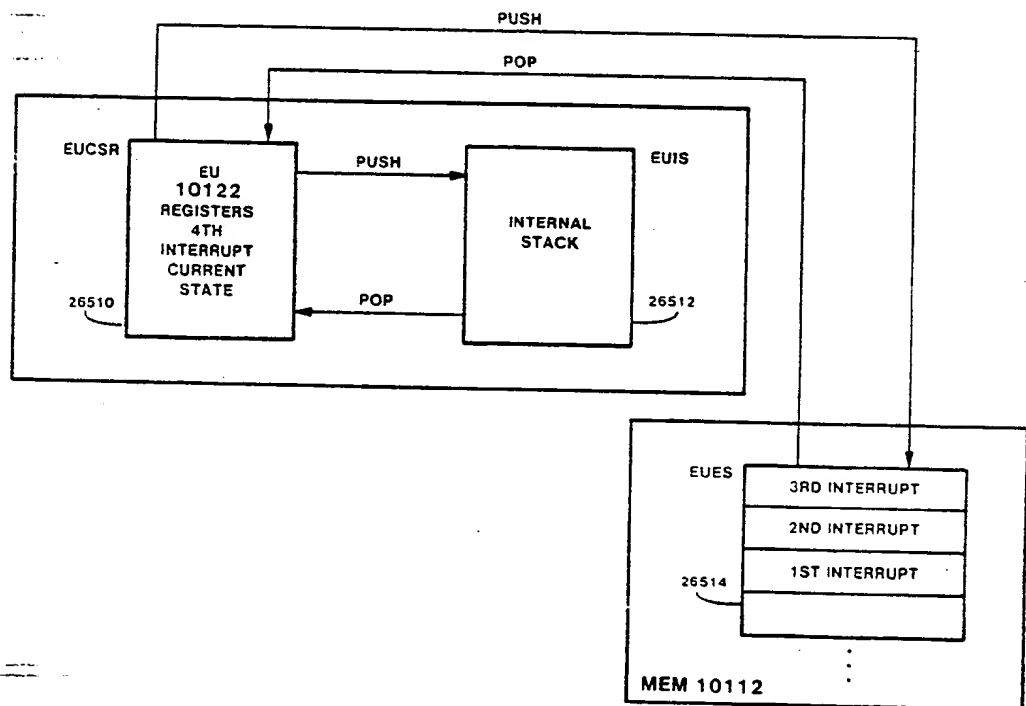 PUSH
POP
EUCSR
EU
10122
REGISTERS
4TH
INTERRUPT
CURRENT
STATE
26510
PUSH
POP
EUIS
INTERNAL
STACK
26512
EUES
3RD INTERRUPT
2ND INTERRUPT
1ST INTERRUPT
26514
MEM 10112